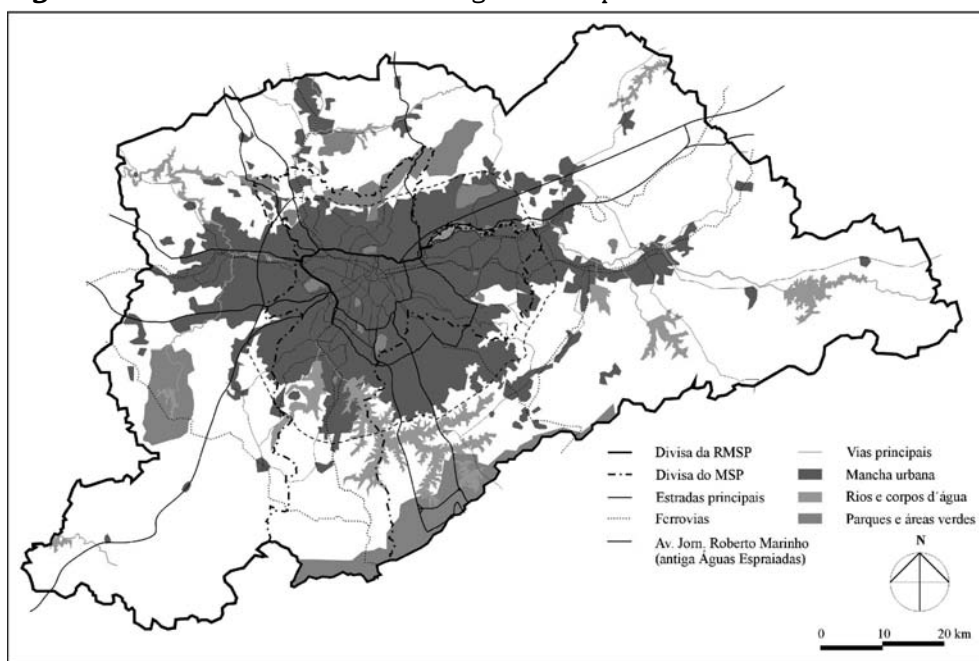 Divisa da RMSP
Divisa do MSP
Estradas principais
Ferrovias
Av. Jorn. Roberto Marinho
(antiga Águas Espraiadas)
Vias principais
Mancha urbana
Rios e corpos d´água
Parques e áreas verdes
N
0 10 20 km